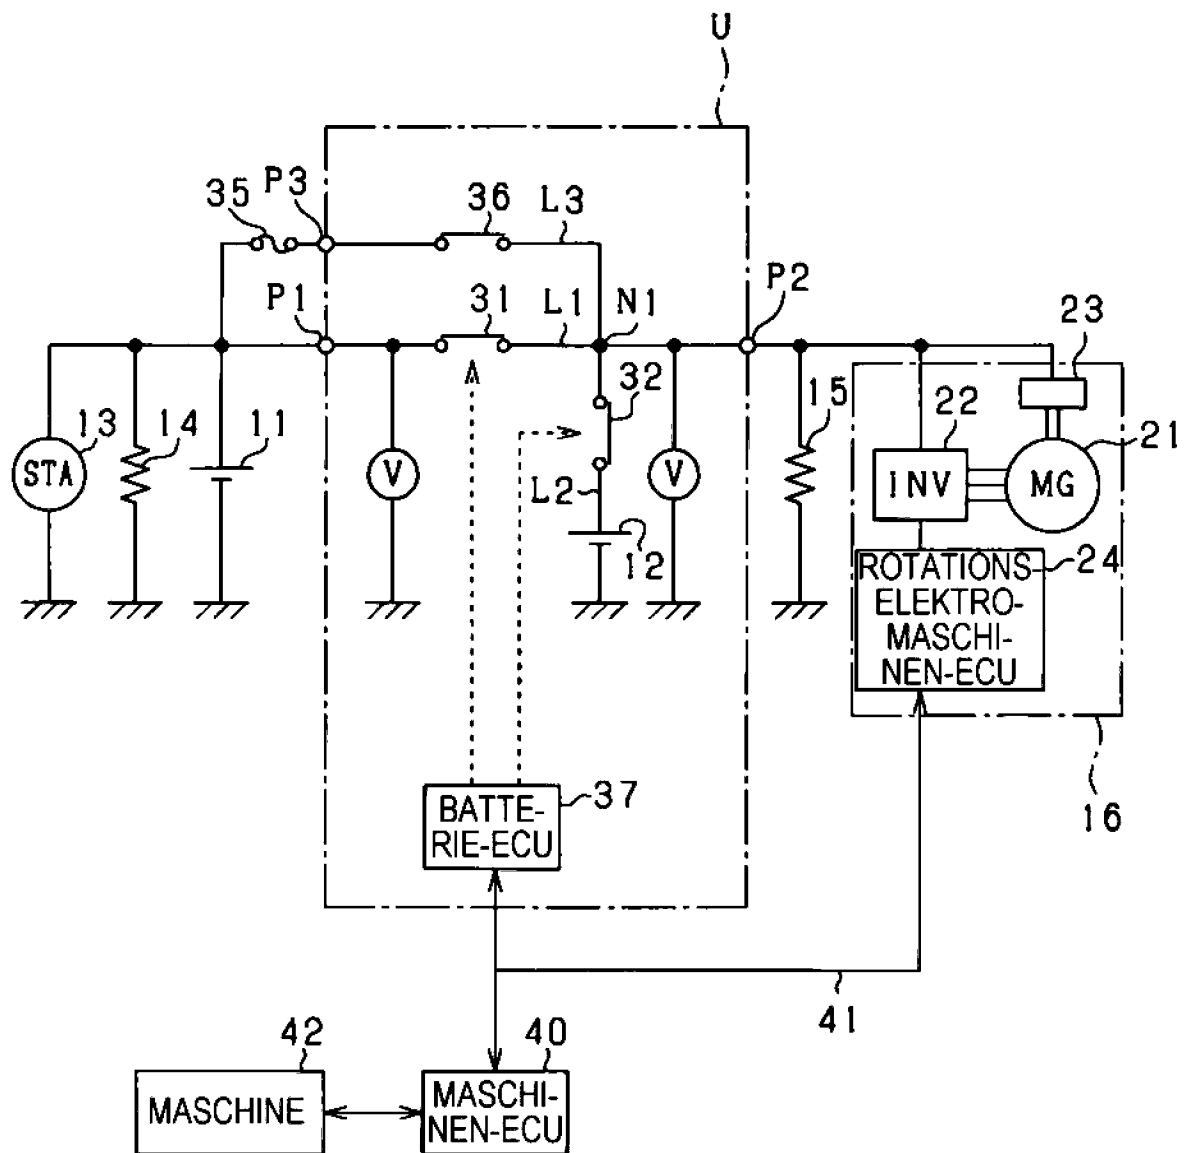 U
35
P3
36
L3
P1
31
L1
N1
P2
23
13
14
11
32
15
22
21
STA
V
V
INV
MG
L2
12
ROTATIONS
ELEKTRO-
MASCHI-
NEN-ECU
24
BATTE-
RIE-ECU
37
16
41
42
40
MASCHINE
MASCHI-
NEN-ECU